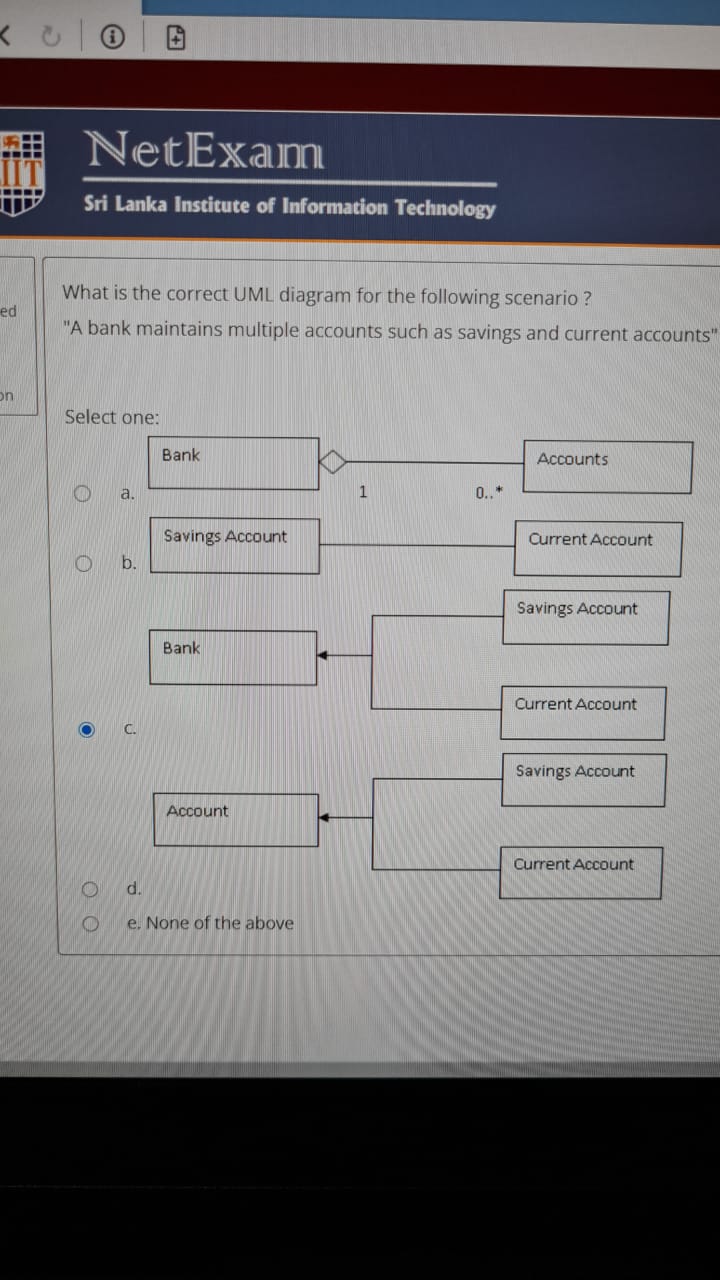 NetExam
IIT
Sri Lanka Institute of Information Technology
ed
on
What is the correct UML diagram for the following scenario ?
"A bank maintains multiple accounts such as savings and current accounts"
Select one:
a.
Bank
1
0..*
Accounts
b.
Savings Account
Current Account
c.
Bank
Savings Account
Current Account
d.
Account
Savings Account
Current Account
e. None of the above